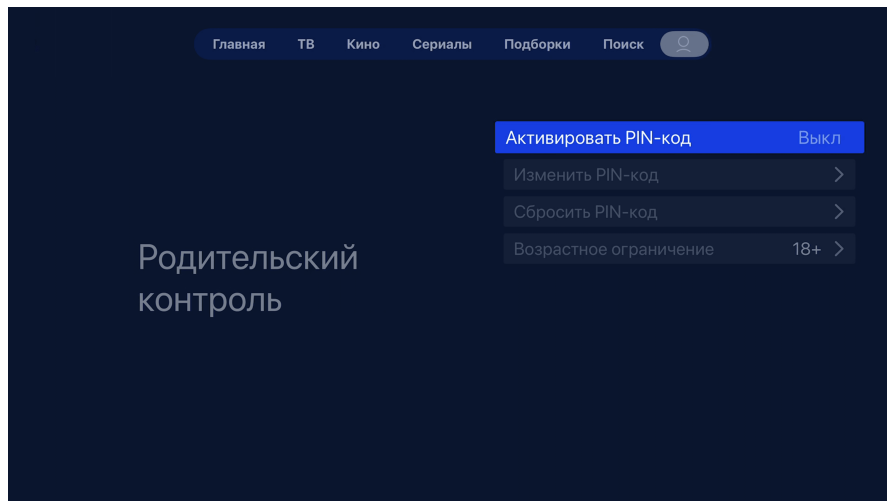 Главная ТВ Кино Сериалы Подборки Поиск
Активировать PIN-код Выкл
Изменить PIN-код
Сбросить PIN-код
Возрастное ограничение 18+
Родительский
контроль